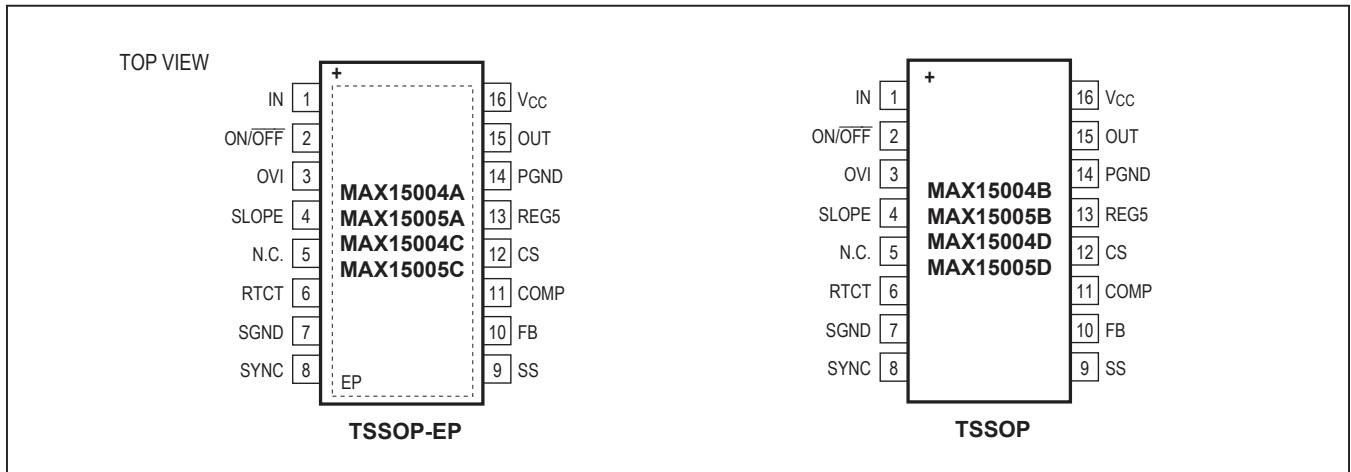 TOP VIEW
+
IN 1
ON/OFF 2
OVI 3
SLOPE 4
N.C. 5
RTCT 6
SGND 7
SYNC 8
MAX15004A
MAX15005A
MAX15004C
MAX15005C
EP
16 VCC
15 OUT
14 PGND
13 REG5
12 CS
11 COMP
10 FB
9 SS
TSSOP-EP
+
IN 1
ON/OFF 2
OVI 3
SLOPE 4
N.C. 5
RTCT 6
SGND 7
SYNC 8
MAX15004B
MAX15005B
MAX15004D
MAX15005D
16 VCC
15 OUT
14 PGND
13 REG5
12 CS
11 COMP
10 FB
9 SS
TSSOP